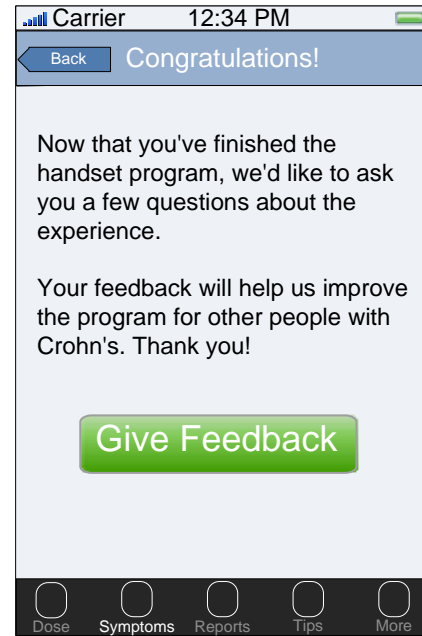 Carrier 12:34 PM
Back Congratulations!
Now that you've finished the
handset program, we'd like to ask
you a few questions about the
experience.
Your feedback will help us improve
the program for other people with
Crohn's. Thank you!
Give Feedback
Dose Symptoms Reports Tips More